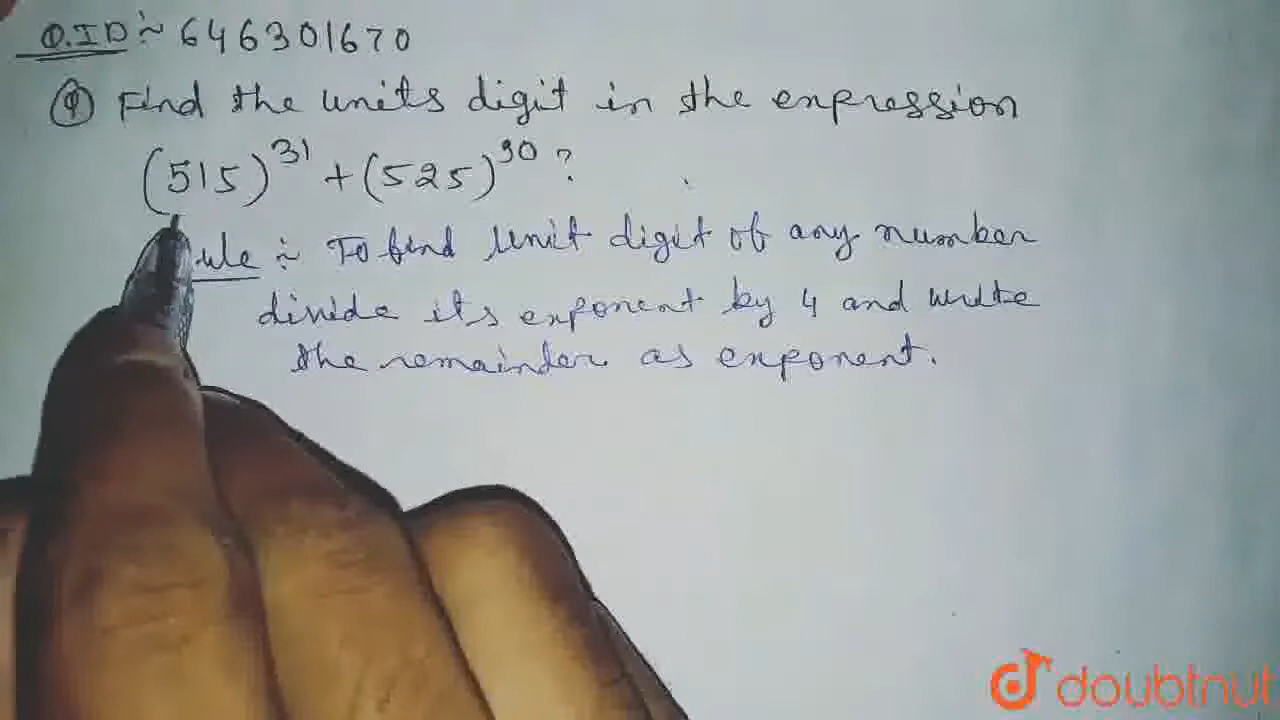 Q.ID:~ 646301670
Q Find the units digit in the expression
(515)^31 + (525)^90 ?
:~ To find Unit digit of any number
divide its exponent by 4 and write
the remainder as exponent.
doubtnut